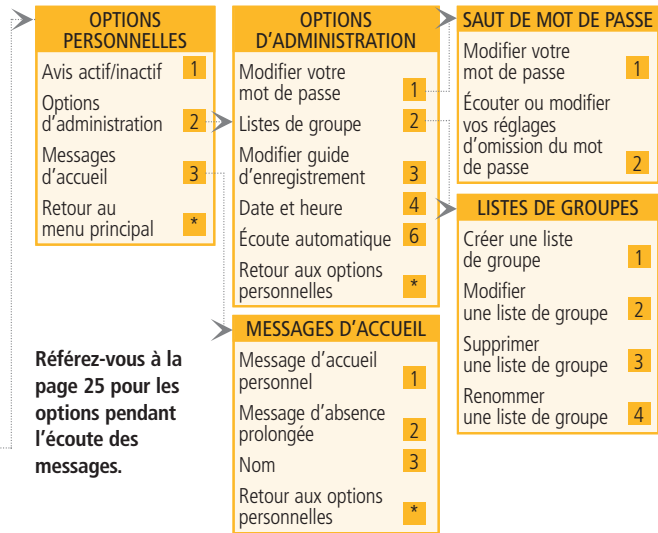 OPTIONS
PERSONNELLES
Avis actif/inactif 1
Options
d'administration 2
Messages
d'accueil 3
Retour au
menu principal *
OPTIONS
D'ADMINISTRATION
Modifier votre
mot de passe 1
Listes de groupe 2
Modifier guide
d'enregistrement 3
Date et heure 4
Écoute automatique 6
Retour aux options
personnelles *
SAUT DE MOT DE PASSE
Modifier votre
mot de passe 1
Écouter ou modifier
vos réglages
d'omission du mot
de passe 2
LISTES DE GROUPES
Créer une liste
de groupe 1
Modifier
une liste de groupe 2
Supprimer
une liste de groupe 3
Renommer
une liste de groupe 4
MESSAGES D'ACCUEIL
Message d'accueil
personnel 1
Message d'absence
prolongée 2
Nom 3
Retour aux options
personnelles *
Référez-vous à la
page 25 pour les
options pendant
l'écoute des
messages.